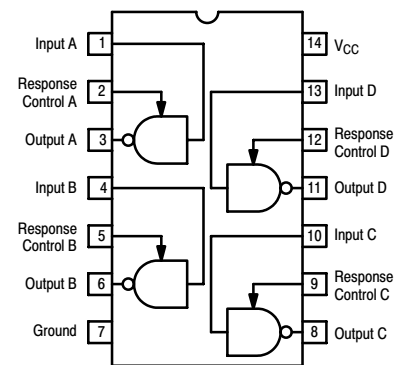 Input A 1
Response
Control A 2
Output A 3
Input B 4
Response
Control B 5
Output B 6
Ground 7
14 VCC
13 Input D
12 Response
Control D
11 Output D
10 Input C
9 Response
Control C
8 Output C